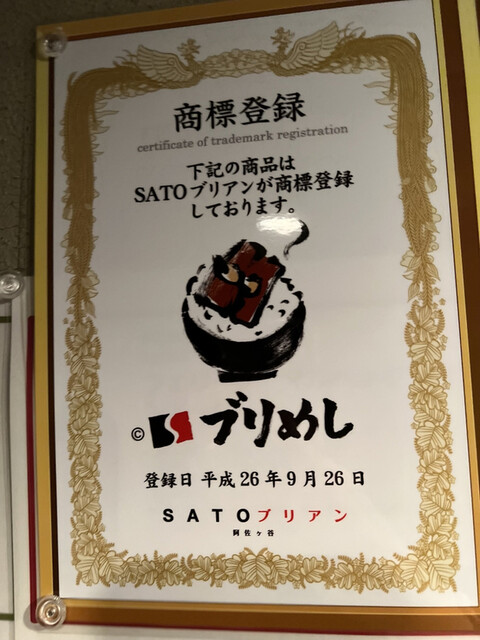 商標登録
certificate of trademark registration
下記の商品は
SATOブリアンが商標登録
しております。
© ブリめし
登録日 平成26年9月26日
SATOブリアン
阿佐ヶ谷